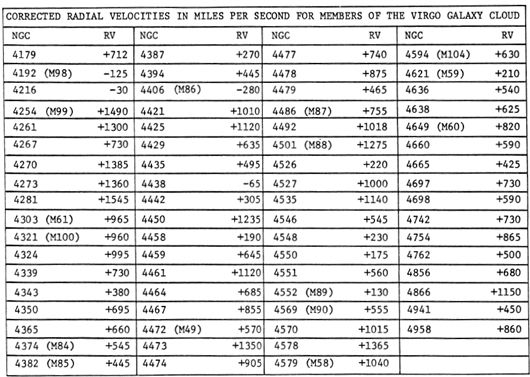 CORRECTED RADIAL VELOCITIES IN MILES PER SECOND FOR MEMBERS OF THE VIRGO GALAXY CLOUD
NGC RV NGC RV NGC RV NGC RV
4179 +712 4387 +270 4477 +740 4594 (M104) +630
4192 (M98) -125 4394 +445 4478 +875 4621 (M59) +210
4216 -30 4406 (M86) -280 4479 +465 4636 +540
4254 (M99) +1490 4421 +1010 4486 (M87) +755 4638 +625
4261 +1300 4425 +1120 4492 +1018 4649 (M60) +820
4267 +730 4429 +635 4501 (M88) +1275 4660 +590
4270 +1385 4435 +495 4526 +220 4665 +425
4273 +1360 4438 -65 4527 +1000 4697 +730
4281 +1545 4442 +305 4535 +1140 4698 +590
4303 (M61) +965 4450 +1235 4546 +545 4742 +730
4321 (M100) +960 4458 +190 4548 +230 4754 +865
4324 +995 4459 +645 4550 +175 4762 +500
4339 +730 4461 +1120 4551 +560 4856 +680
4343 +380 4464 +685 4552 (M89) +130 4866 +1150
4350 +695 4467 +855 4569 (M90) +555 4941 +450
4365 +660 4472 (M49) +570 4570 +1015 4958 +860
4374 (M84) +545 4473 +1350 4578 +1365
4382 (M85) +445 4474 +905 4579 (M58) +1040